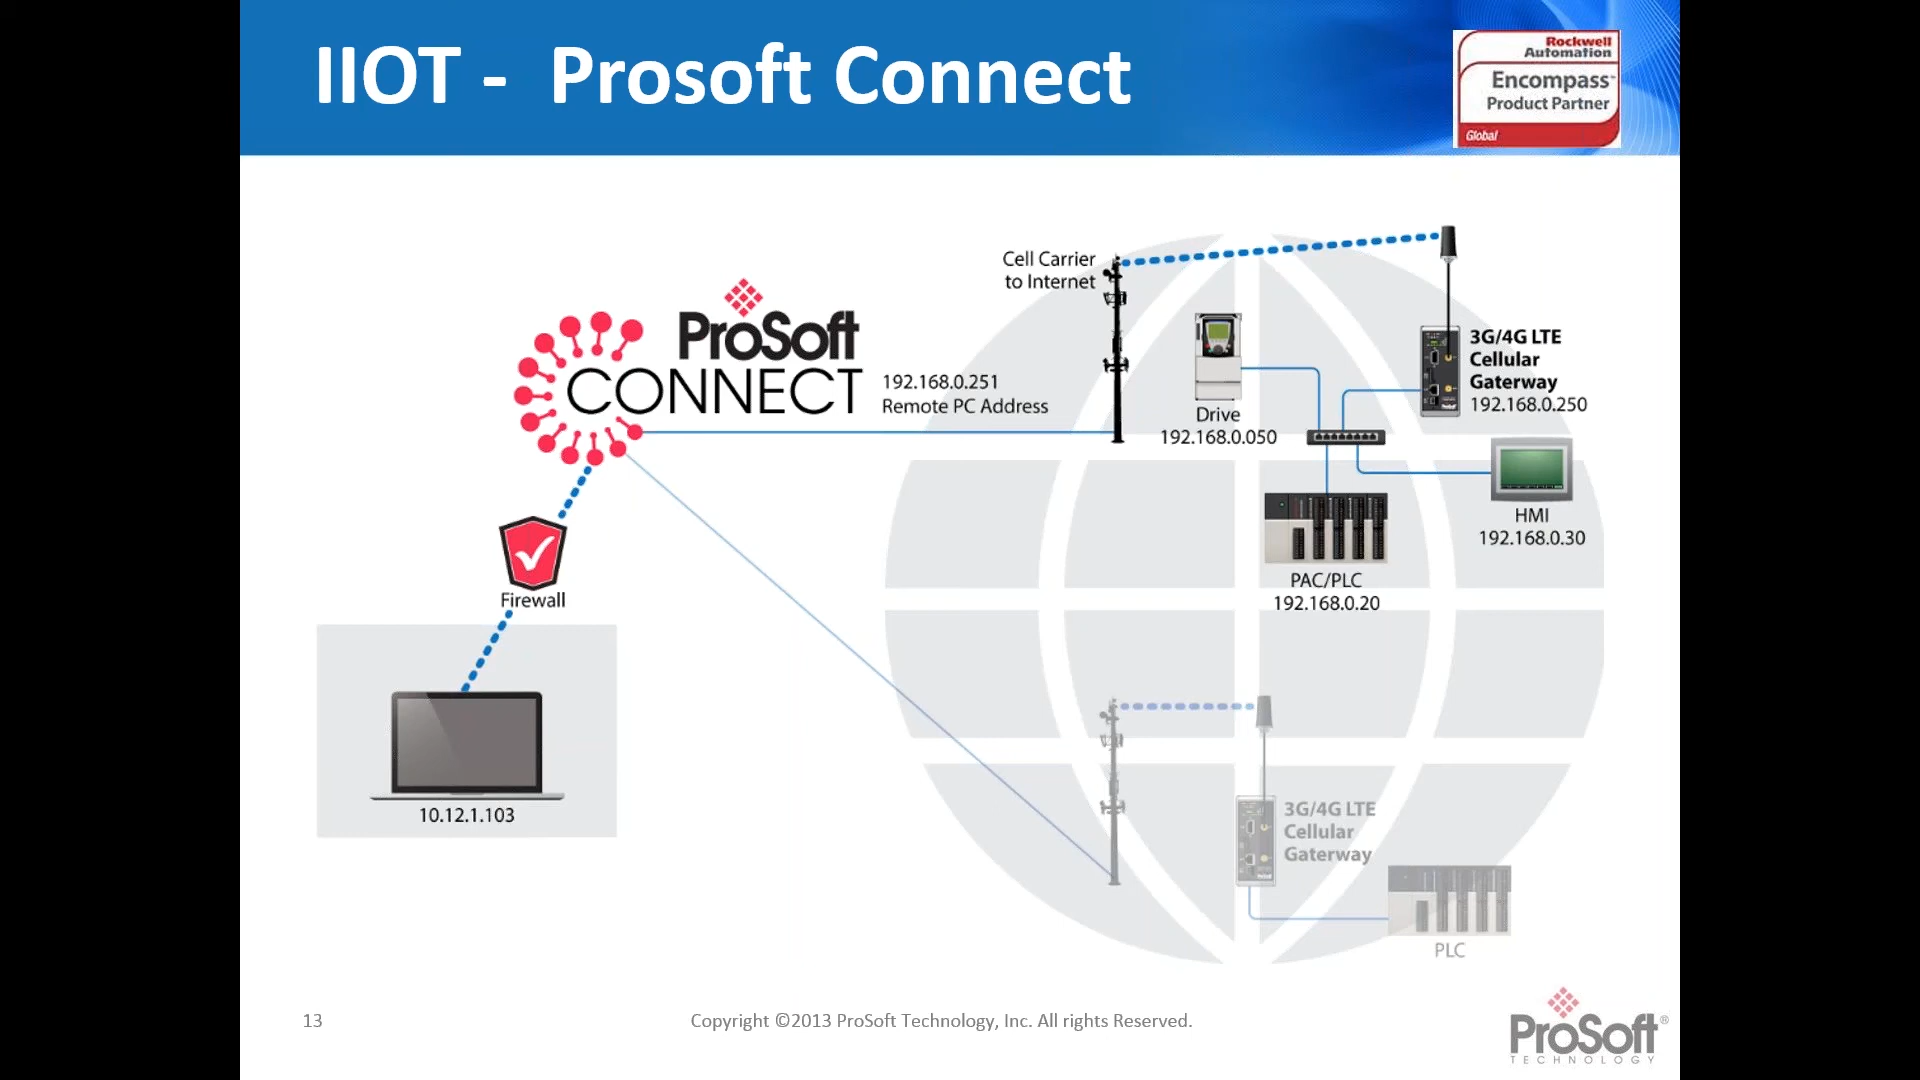 IIOT - Prosoft Connect
Rockwell
Automation
Encompass™
Product Partner
Global
Cell Carrier
to Internet
ProSoft
CONNECT
192.168.0.251
Remote PC Address
Drive
192.168.0.050
3G/4G LTE
Cellular
Gaterway
192.168.0.250
HMI
192.168.0.30
PAC/PLC
192.168.0.20
Firewall
10.12.1.103
3G/4G LTE
Cellular
Gaterway
PLC
13
Copyright ©2013 ProSoft Technology, Inc. All rights Reserved.
ProSoft®
TECHNOLOGY